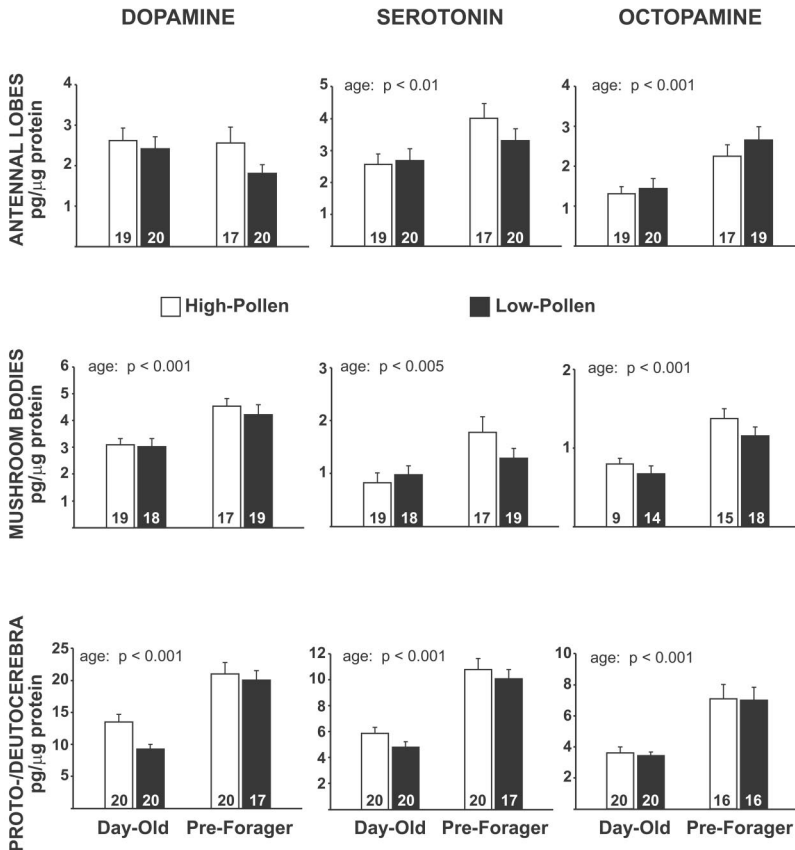 DOPAMINE SEROTONIN OCTOPAMINE
ANTENNAL LOBES
pg/μg protein
4
3
2
1
19 20 17 20
age: p < 0.01
5
4
3
2
1
19 20 17 20
age: p < 0.001
4
3
2
1
19 20 17 19
High-Pollen Low-Pollen
MUSHROOM BODIES
pg/μg protein
age: p < 0.001
6
5
4
3
2
1
19 18 17 19
age: p < 0.005
3
2
1
19 18 17 19
age: p < 0.001
2
1
9 14 15 18
PROTO-/DEUTOCEREBRA
pg/μg protein
age: p < 0.001
25
20
15
10
5
20 20 20 17
age: p < 0.001
12
10
8
6
4
2
20 20 20 17
age: p < 0.001
10
8
6
4
2
20 20 16 16
Day-Old Pre-Forager Day-Old Pre-Forager Day-Old Pre-Forager